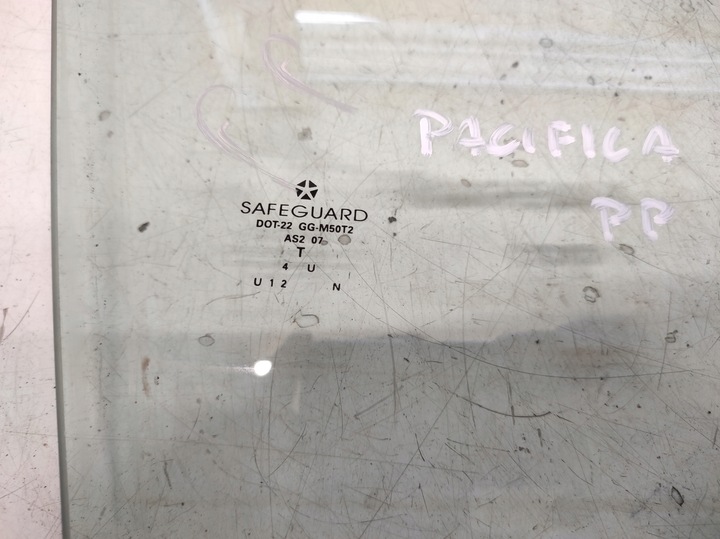 PACIFICA
PP
SAFEGUARD
DOT-22 GG-M50T2
AS2 07
T
4 U
U 1 2 N